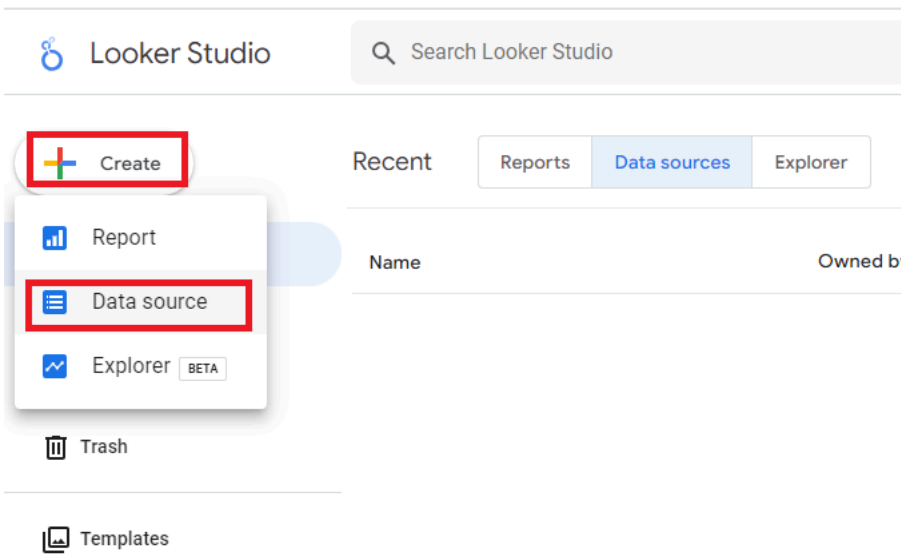 Looker Studio
Search Looker Studio
Create
Recent
Reports
Data sources
Explorer
Report
Name
Owned
Data source
Explorer BETA
Trash
Templates